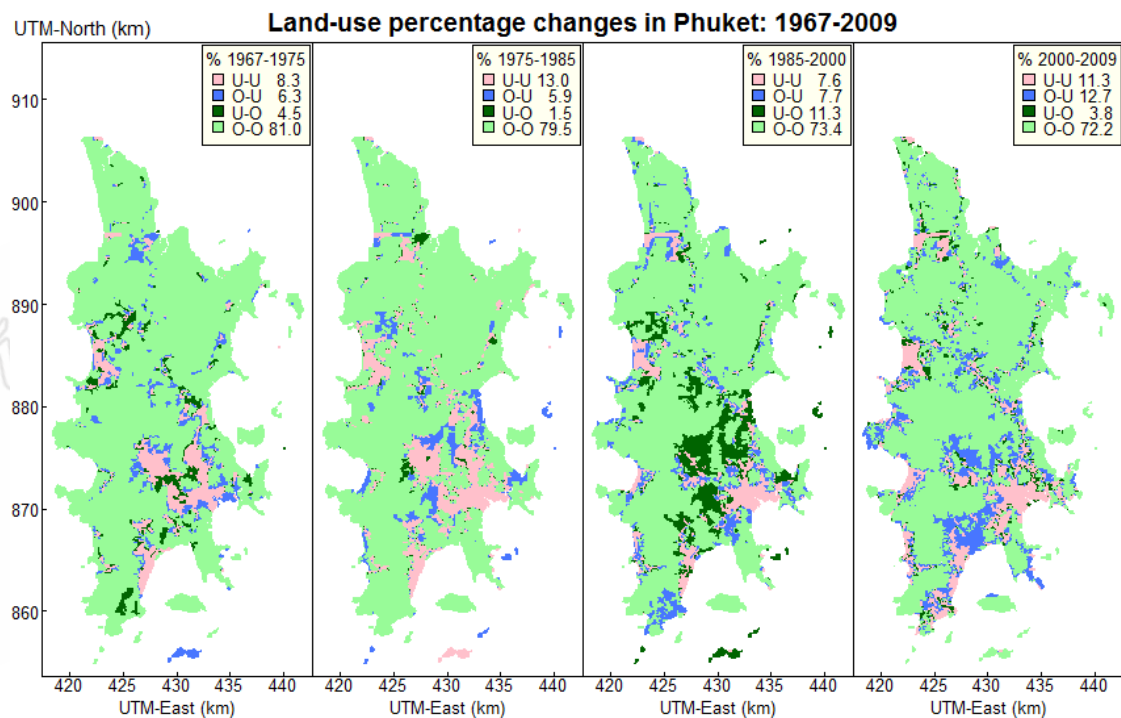 Land-use percentage changes in Phuket: 1967-2009
UTM-North (km)
% 1967-1975
U-U 8.3
O-U 6.3
U-O 4.5
O-O 81.0
% 1975-1985
U-U 13.0
O-U 5.9
U-O 1.5
O-O 79.5
% 1985-2000
U-U 7.6
O-U 7.7
U-O 11.3
O-O 73.4
% 2000-2009
U-U 11.3
O-U 12.7
U-O 3.8
O-O 72.2
910
900
890
880
870
860
420 425 430 435 440 420 425 430 435 440 420 425 430 435 440 420 425 430 435 440
UTM-East (km) UTM-East (km) UTM-East (km) UTM-East (km)